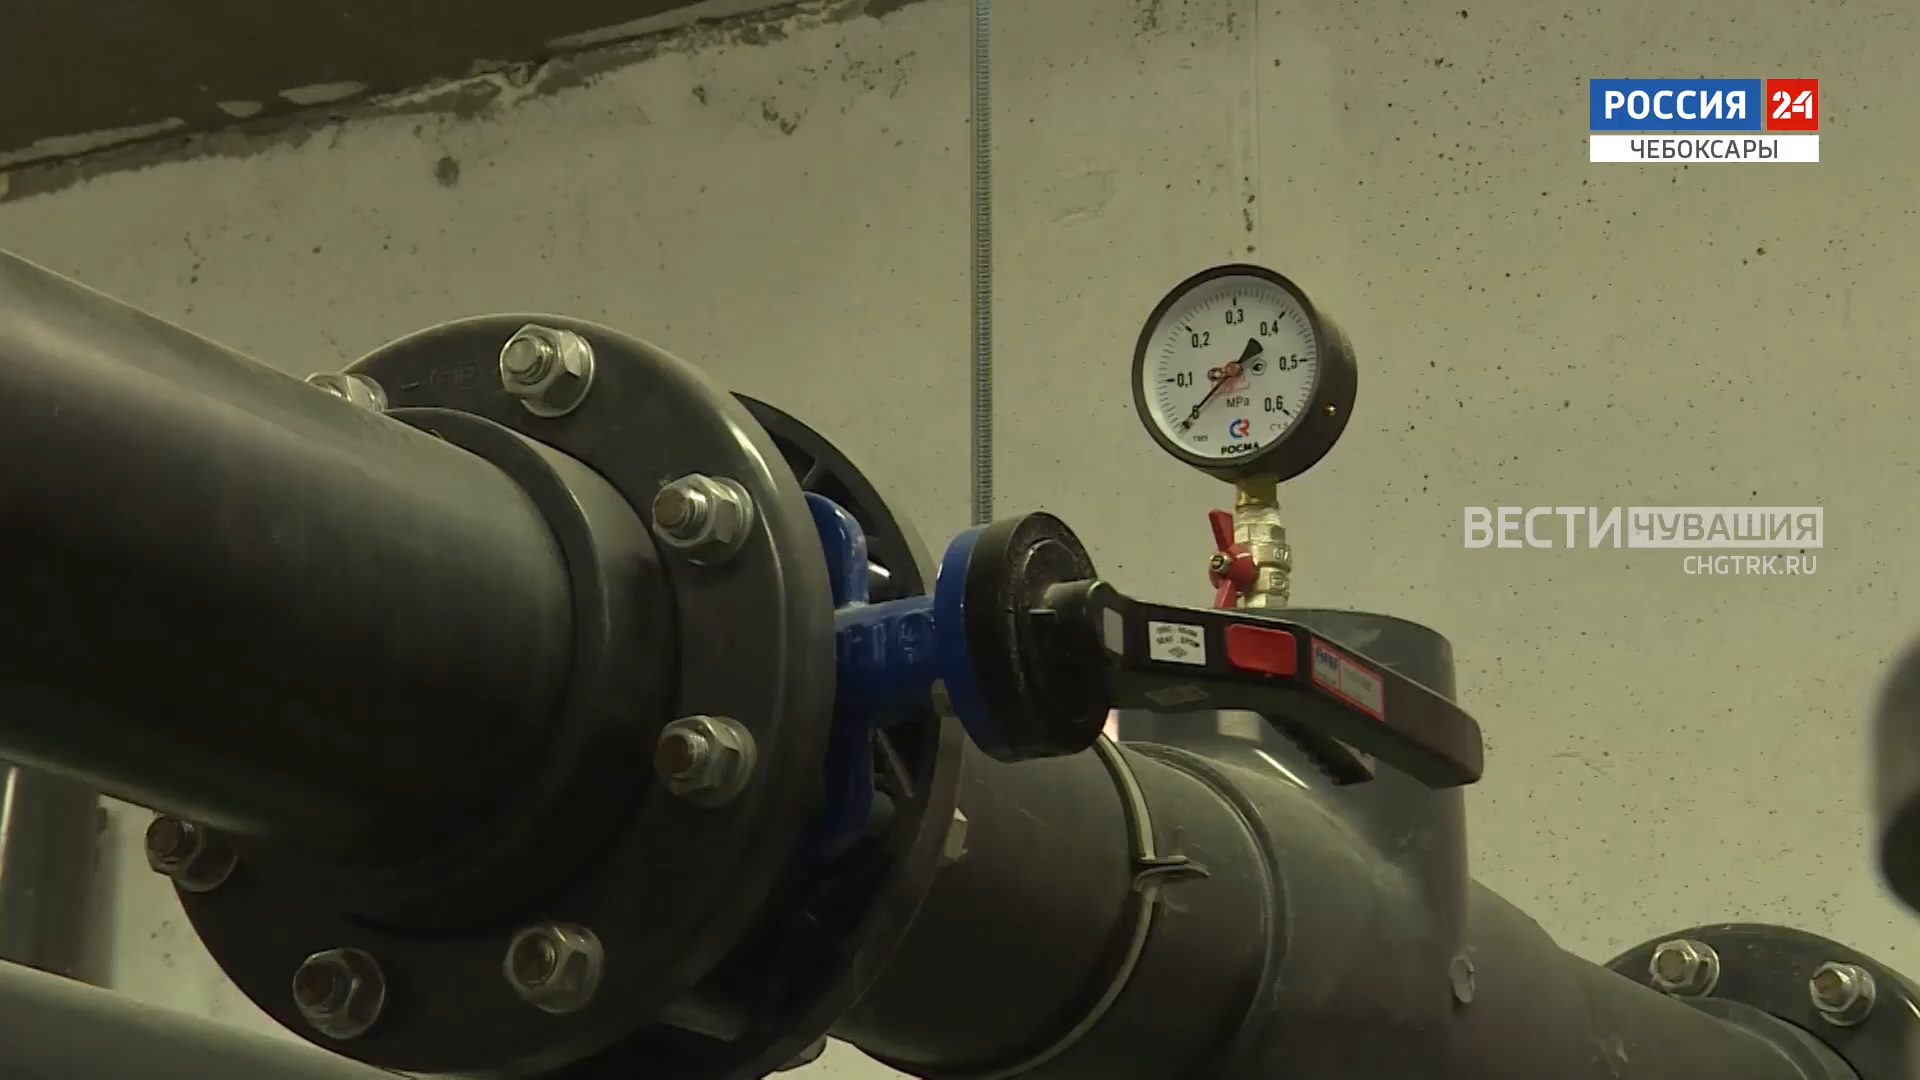 РОССИЯ 24
ЧЕБОКСАРЫ
0,3
0,2
0,4
0,1
0,5
0
0,6
MPa
РОСМА
ВЕСТИ ЧУВАШИЯ
CHGTRK.RU